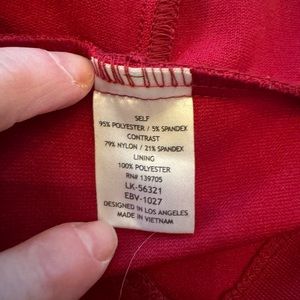 SELF
95% POLYESTER / 5% SPANDEX
CONTRAST
79% NYLON / 21% SPANDEX
LINING
100% POLYESTER
RN# 139705
LK-56321
EBV-1027
DESIGNED IN LOS ANGELES
MADE IN VIETNAM